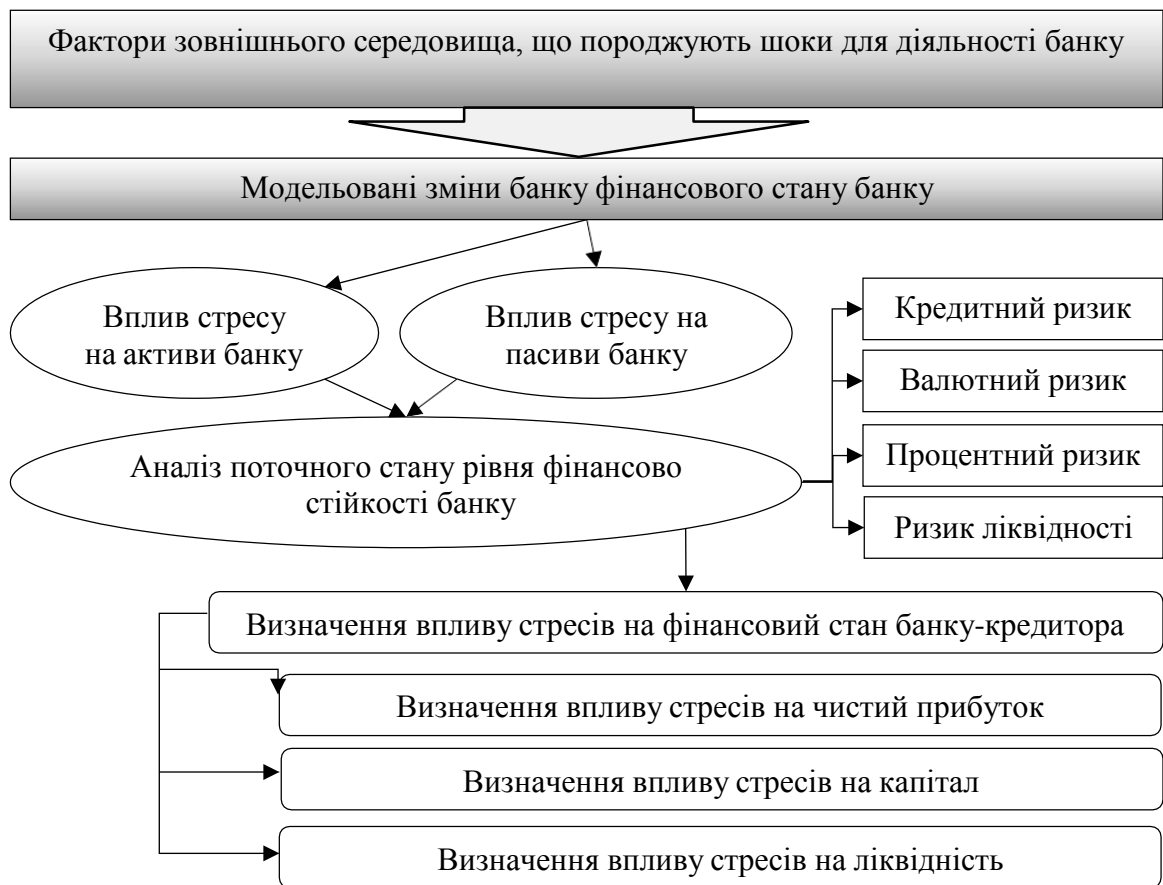 Фактори зовнішнього середовища, що породжують шоки для діяльності банку
Модельовані зміни банку фінансового стану банку
Вплив стресу
на активи банку
Вплив стресу на
пасиви банку
Кредитний ризик
Валютний ризик
Процентний ризик
Ризик ліквідності
Аналіз поточного стану рівня фінансово
стійкості банку
Визначення впливу стресів на фінансовий стан банку-кредитора
Визначення впливу стресів на чистий прибуток
Визначення впливу стресів на капітал
Визначення впливу стресів на ліквідність